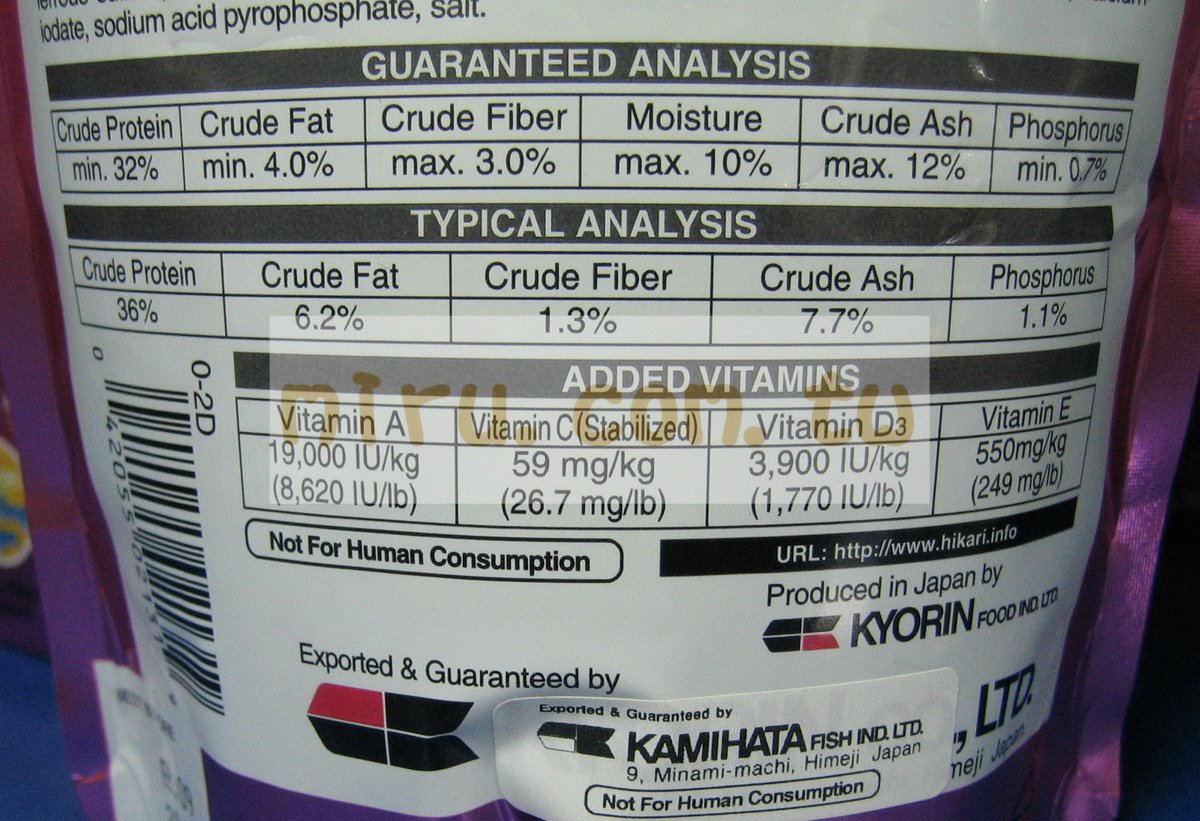 iodate, sodium acid pyrophosphate, salt.
GUARANTEED ANALYSIS
Crude Protein Crude Fat Crude Fiber Moisture Crude Ash Phosphorus
min. 32% min. 4.0% max. 3.0% max. 10% max. 12% min. 0.7%
TYPICAL ANALYSIS
Crude Protein Crude Fat Crude Fiber Crude Ash Phosphorus
36% 6.2% 1.3% 7.7% 1.1%
ADDED VITAMINS
miru.com.tw
Vitamin A Vitamin C (Stabilized) Vitamin D3 Vitamin E
19,000 IU/kg 59 mg/kg 3,900 IU/kg 550mg/kg
(8,620 IU/lb) (26.7 mg/lb) (1,770 IU/lb) (249 mg/lb)
0-2D
Not For Human Consumption
URL: http://www.hikari.info
Produced in Japan by
KYORIN FOOD IND. LTD.
Exported & Guaranteed by
Exported & Guaranteed by
KAMIHATA FISH IND. LTD.
9, Minami-machi, Himeji Japan
Not For Human Consumption
, LTD.
meji Japan